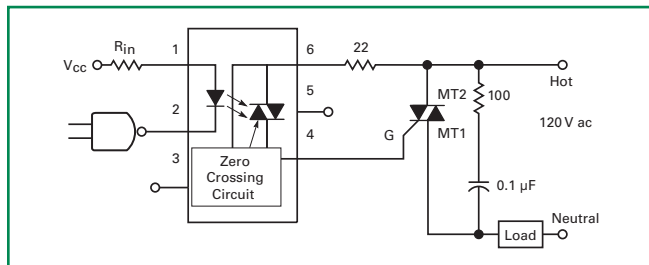 Rin
VCC
1
2
3
6
5
4
22
Zero
Crossing
Circuit
G
MT2
MT1
100
0.1 µF
Hot
120 V ac
Neutral
Load